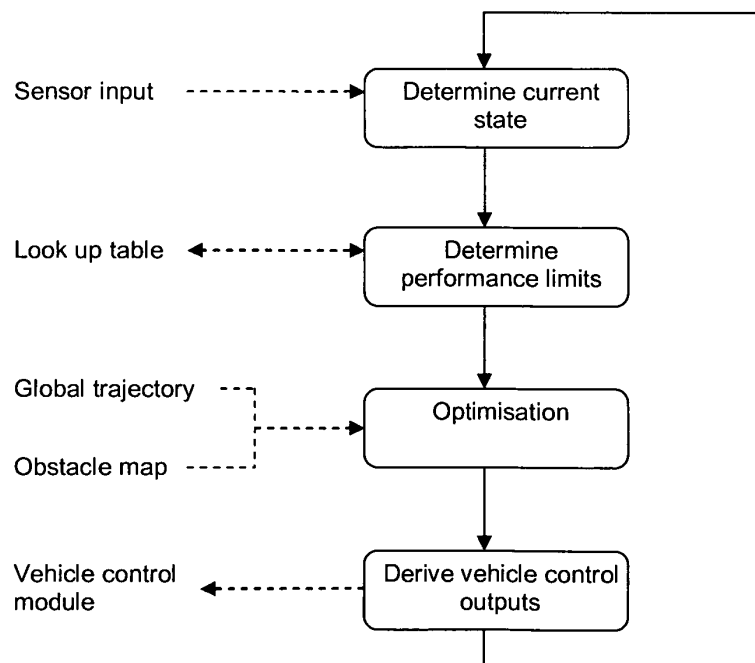 Sensor input
Determine current
state
Look up table
Determine
performance limits
Global trajectory
Optimisation
Obstacle map
Vehicle control
module
Derive vehicle control
outputs